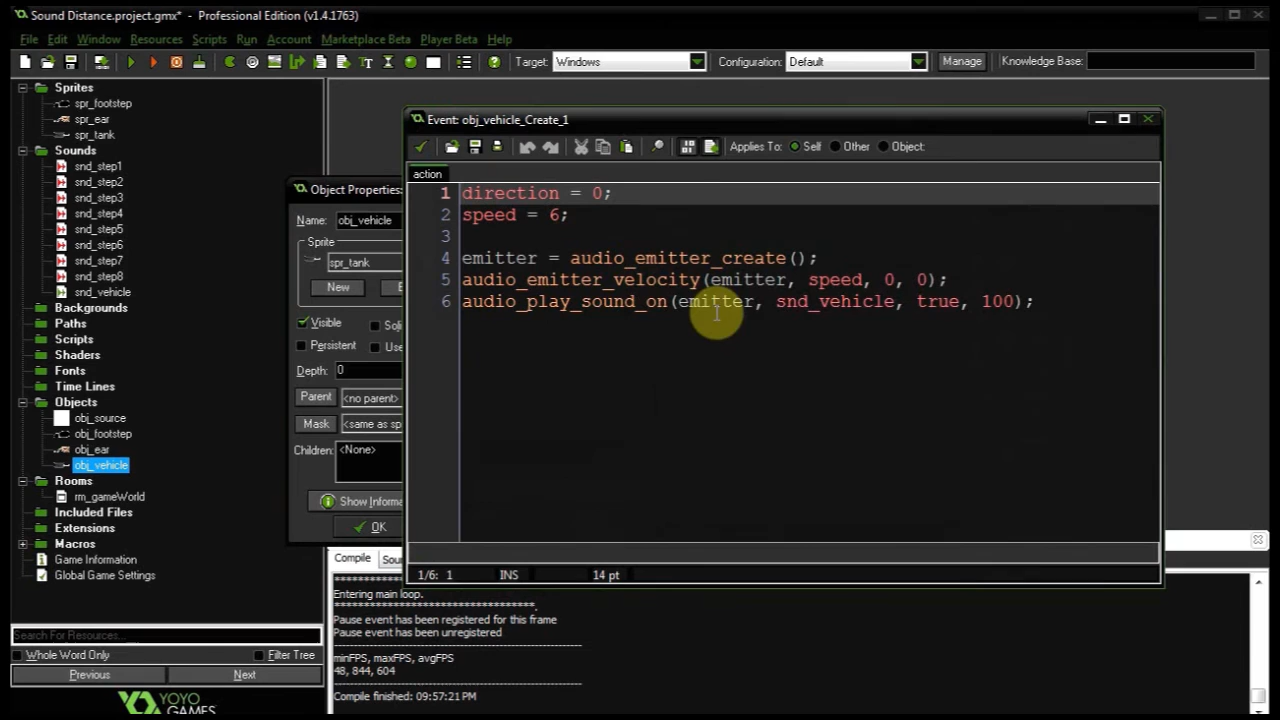 Sound Distance.project.gmx* - Professional Edition (v1.4.1763)
File Edit Window Resources Scripts Run Account Marketplace Beta Player Beta Help
Target: Windows Configuration: Default Manage Knowledge Base:
Sprites
spr_footstep
spr_ear
spr_tank
Sounds
snd_step1
snd_step2
snd_step3
snd_step4
snd_step5
snd_step6
snd_step7
snd_step8
snd_vehicle
Backgrounds
Paths
Scripts
Shaders
Fonts
Time Lines
Objects
obj_source
obj_footstep
obj_ear
obj_vehicle
Rooms
rm_gameWorld
Included Files
Extensions
Macros
Game Information
Global Game Settings
Search For Resources...
Whole Word Only Filter Tree
Previous Next
YOYO
GAMES
Object Properties:
Name: obj_vehicle
Sprite
spr_tank
New
Visible
Persistent
Depth: 0
Parent <no parent>
Mask
Children: <None>
OK
Event: obj_vehicle_Create_1
Applies To: Self Other Object:
action
1 direction = 0;
2 speed = 6;
3
4 emitter = audio_emitter_create();
5 audio_emitter_velocity(emitter, speed, 0, 0);
6 audio_play_sound_on(emitter, snd_vehicle, true, 100);
1/6: 1 INS 14 pt
Compile
Entering main loop.
Pause event has been registered for this frame
Pause event has been unregistered
minFPS, maxFPS, avgFPS
48, 844, 604
Compile finished: 09:57:21 PM